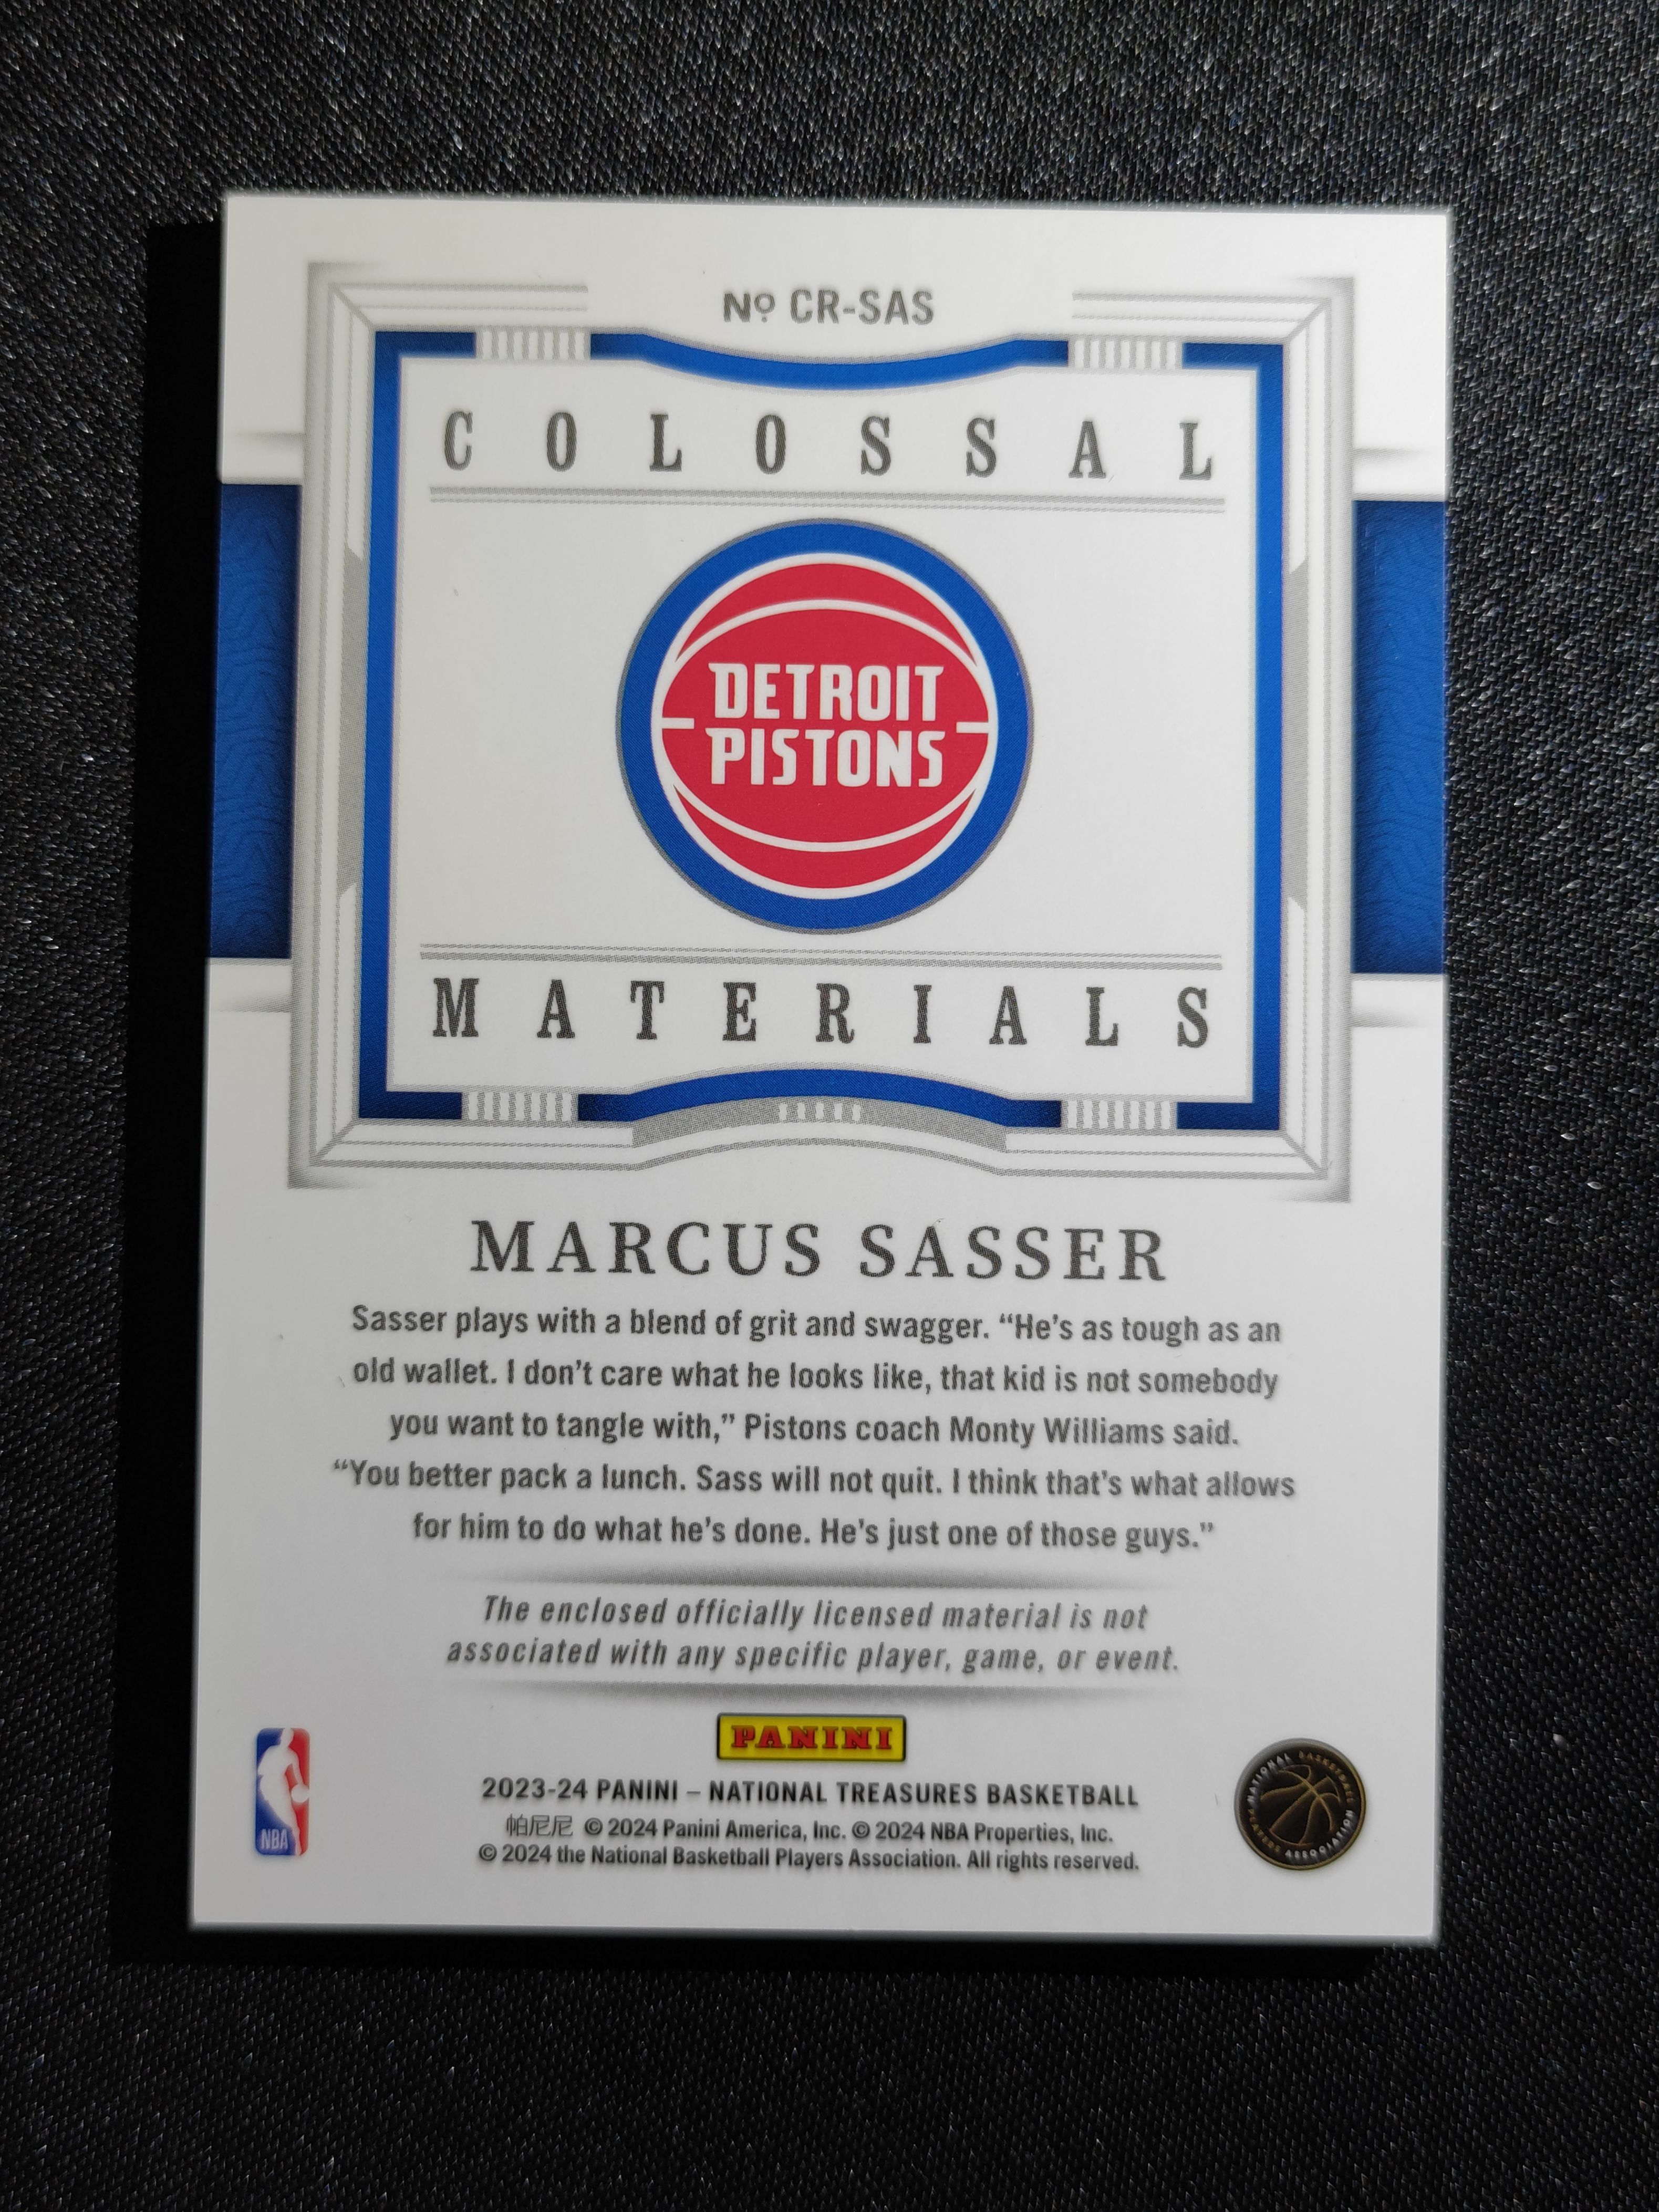 Nº CR-SAS
COLOSSAL
DETROIT
PISTONS
MATERIALS
MARCUS SASSER
Sasser plays with a blend of grit and swagger. “He’s as tough as an
old wallet. I don’t care what he looks like, that kid is not somebody
you want to tangle with,” Pistons coach Monty Williams said.
“You better pack a lunch. Sass will not quit. I think that’s what allows
for him to do what he’s done. He’s just one of those guys.”
The enclosed officially licensed material is not
associated with any specific player, game, or event.
PANINI
NBA
2023-24 PANINI – NATIONAL TREASURES BASKETBALL
帕尼尼 © 2024 Panini America, Inc. © 2024 NBA Properties, Inc.
© 2024 the National Basketball Players Association. All rights reserved.
NATIONAL BASKETBALL PLAYERS ASSOCIATION